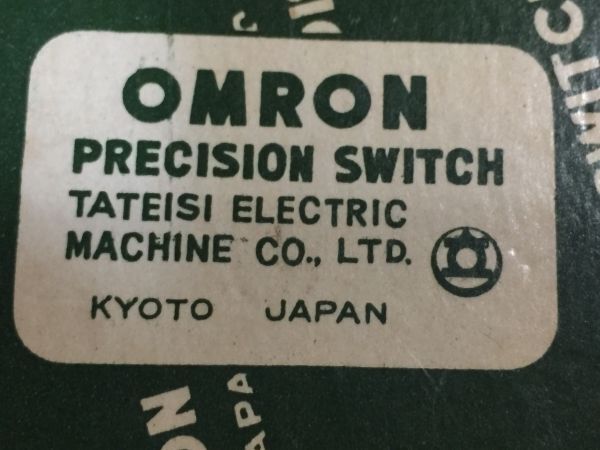 OMRON
PRECISION SWITCH
TATEISI ELECTRIC
MACHINE CO., LTD.
KYOTO JAPAN